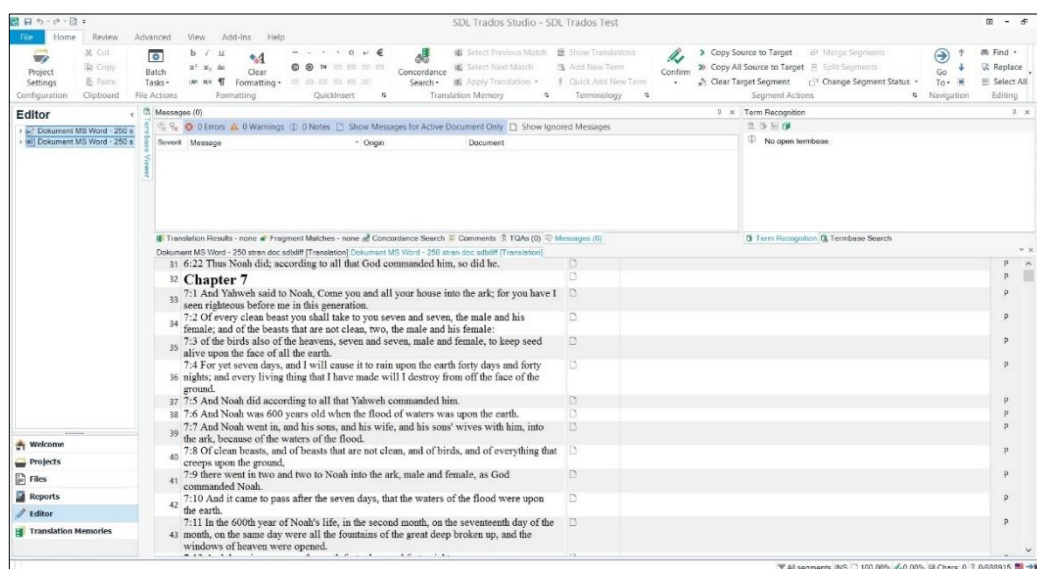 SDL Trados Studio - SDL Trados Test
File Home Review Advanced View Add-Ins Help
Project Settings
Configuration
Cut
Copy
Paste
Clipboard
Batch Tasks
File Actions
Clear Formatting
Formatting
QuickInsert
Concordance Search
Select Previous Match
Select Next Match
Apply Translation
Translation Memory
Show Translations
Add New Term
Quick Add New Term
Terminology
Confirm
Copy Source to Target
Copy All Source to Target
Clear Target Segment
Merge Segments
Split Segments
Change Segment Status
Segment Actions
Go To
Navigation
Find
Replace
Select All
Editing
Editor
Dokument MS Word - 250 s
Dokument MS Word - 250 s
Termbase Viewer
Messages (0)
0 Errors 0 Warnings 0 Notes Show Messages for Active Document Only Show Ignored Messages
Severit Message Origin Document
Term Recognition
No open termbase.
Translation Results - none Fragment Matches - none Concordance Search Comments TQAs (0) Messages (0)
Term Recognition Termbase Search
Dokument MS Word - 250 stran.doc.sdlxliff [Translation] Dokument MS Word - 250 stran.doc.sdlxliff [Translation]
31 6:22 Thus Noah did; according to all that God commanded him, so did he. P
32 Chapter 7 P
33 7:1 And Yahweh said to Noah, Come you and all your house into the ark; for you have I P
seen righteous before me in this generation.
34 7:2 Of every clean beast you shall take to you seven and seven, the male and his P
female; and of the beasts that are not clean, two, the male and his female:
35 7:3 of the birds also of the heavens, seven and seven, male and female, to keep seed P
alive upon the face of all the earth.
7:4 For yet seven days, and I will cause it to rain upon the earth forty days and forty P
36 nights; and every living thing that I have made will I destroy from off the face of the
ground.
37 7:5 And Noah did according to all that Yahweh commanded him. P
38 7:6 And Noah was 600 years old when the flood of waters was upon the earth. P
39 7:7 And Noah went in, and his sons, and his wife, and his sons' wives with him, into P
the ark, because of the waters of the flood.
40 7:8 Of clean beasts, and of beasts that are not clean, and of birds, and of everything that P
creeps upon the ground,
41 7:9 there went in two and two to Noah into the ark, male and female, as God P
commanded Noah.
42 7:10 And it came to pass after the seven days, that the waters of the flood were upon P
the earth.
7:11 In the 600th year of Noah's life, in the second month, on the seventeenth day of the P
43 month, on the same day were all the fountains of the great deep broken up, and the
windows of heaven were opened.
Welcome
Projects
Files
Reports
Editor
Translation Memories
All segments INS 100.00% 0.00% Chars: 0 0/688915